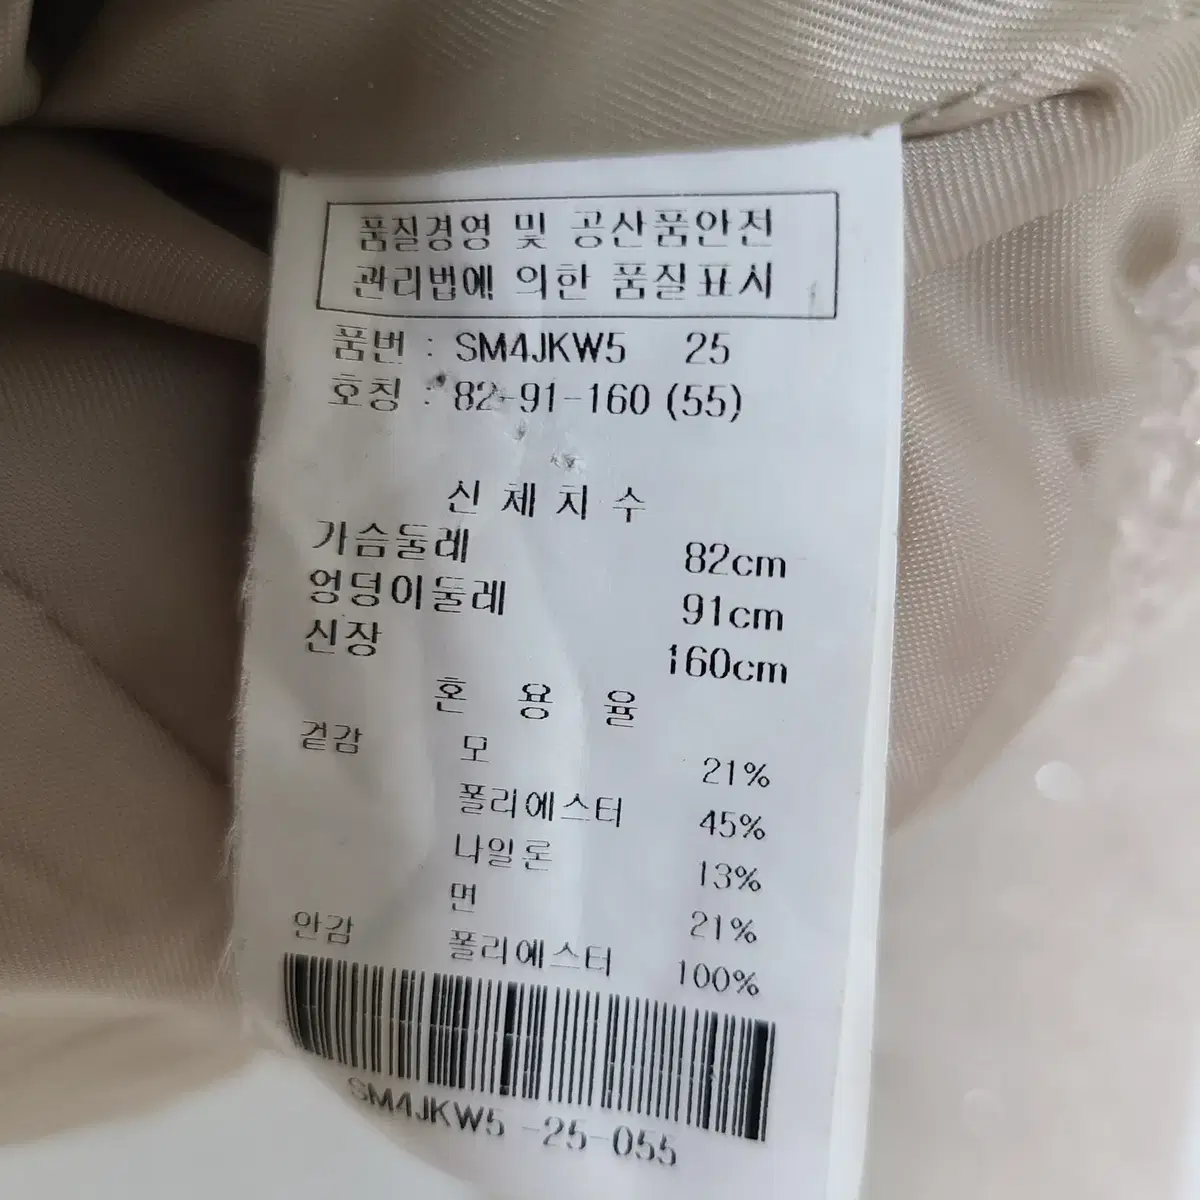 품질경영 및 공산품안전
관리법에 의한 품질표시
품번 : SM4JKW5 25
호칭 : 82-91-160 (55)
신체치수
가슴둘레 82cm
엉덩이둘레 91cm
신장 160cm
혼 용 율
겉감 모 21%
폴리에스터 45%
나일론 13%
면 21%
안감 폴리에스터 100%
SM4JKW5 -25-055